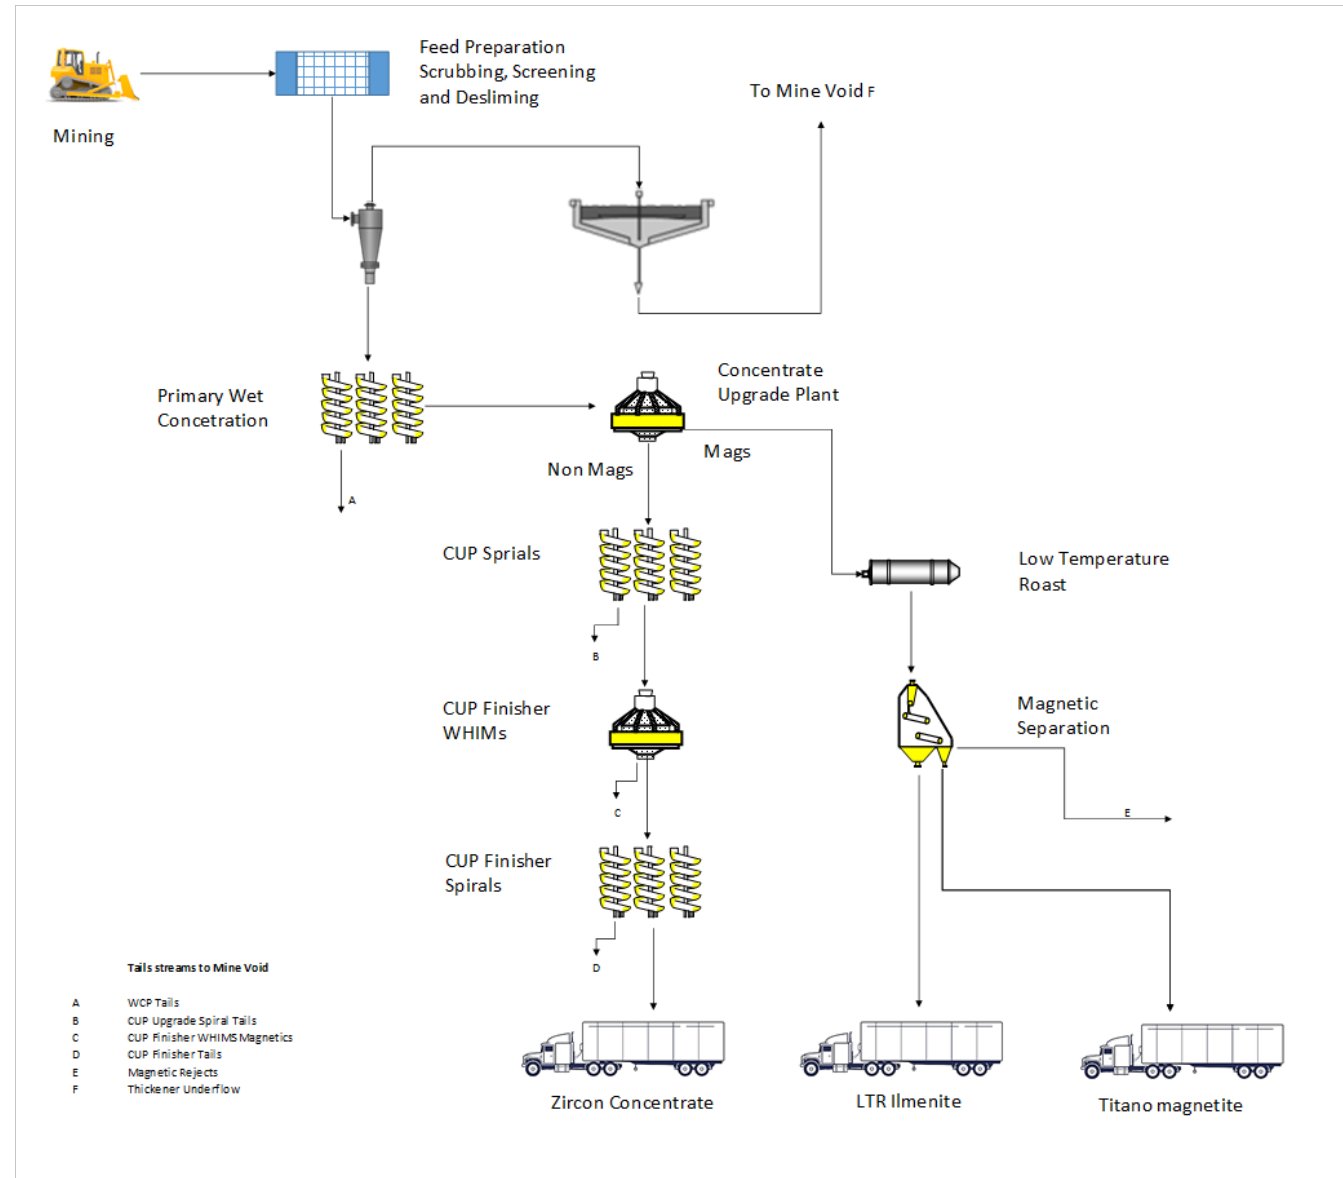 Feed Preparation
Scrubbing, Screening
and Desliming
To Mine Void F
Mining
Primary Wet
Concetration
Concentrate
Upgrade Plant
Mags
Non Mags
A
CUP Sprials
Low Temperature
Roast
B
CUP Finisher
WHIMs
Magnetic
Separation
C
E
CUP Finisher
Spirals
D
Tails streams to Mine Void
A WCP Tails
B CUP Upgrade Spiral Tails
C CUP Finisher WHIMS Magnetics
D CUP Finisher Tails
E Magnetic Rejects
F Thickener Underflow
Zircon Concentrate
LTR Ilmenite
Titano magnetite